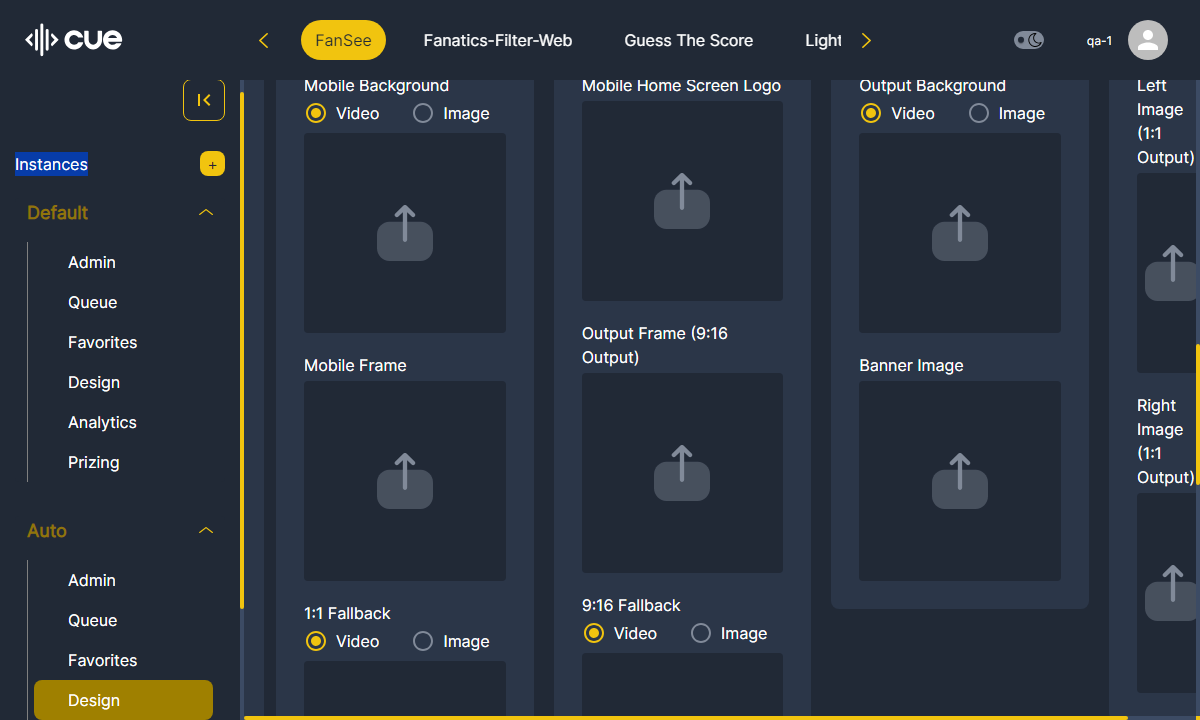 cue
FanSee
Fanatics-Filter-Web
Guess The Score
Light
qa-1
Instances
+
Default
Admin
Queue
Favorites
Design
Analytics
Prizing
Auto
Admin
Queue
Favorites
Design
Mobile Background
Video
Image
Mobile Frame
1:1 Fallback
Video
Image
Mobile Home Screen Logo
Output Frame (9:16
Output)
9:16 Fallback
Video
Image
Output Background
Video
Image
Banner Image
Left
Image
(1:1
Output)
Right
Image
(1:1
Output)